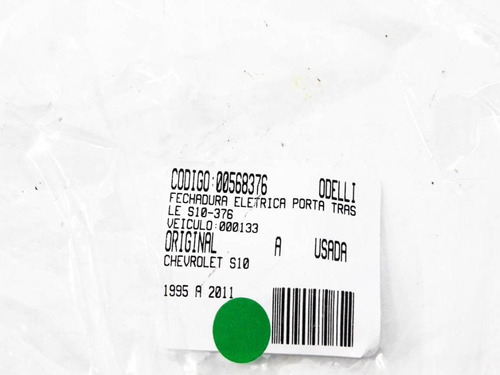 CODIGO:00568376 ODELLI
FECHADURA ELETRICA PORTA TRAS
LE S10-376
VEICULO:000133
ORIGINAL A USADA
CHEVROLET S10
1995 A 2011